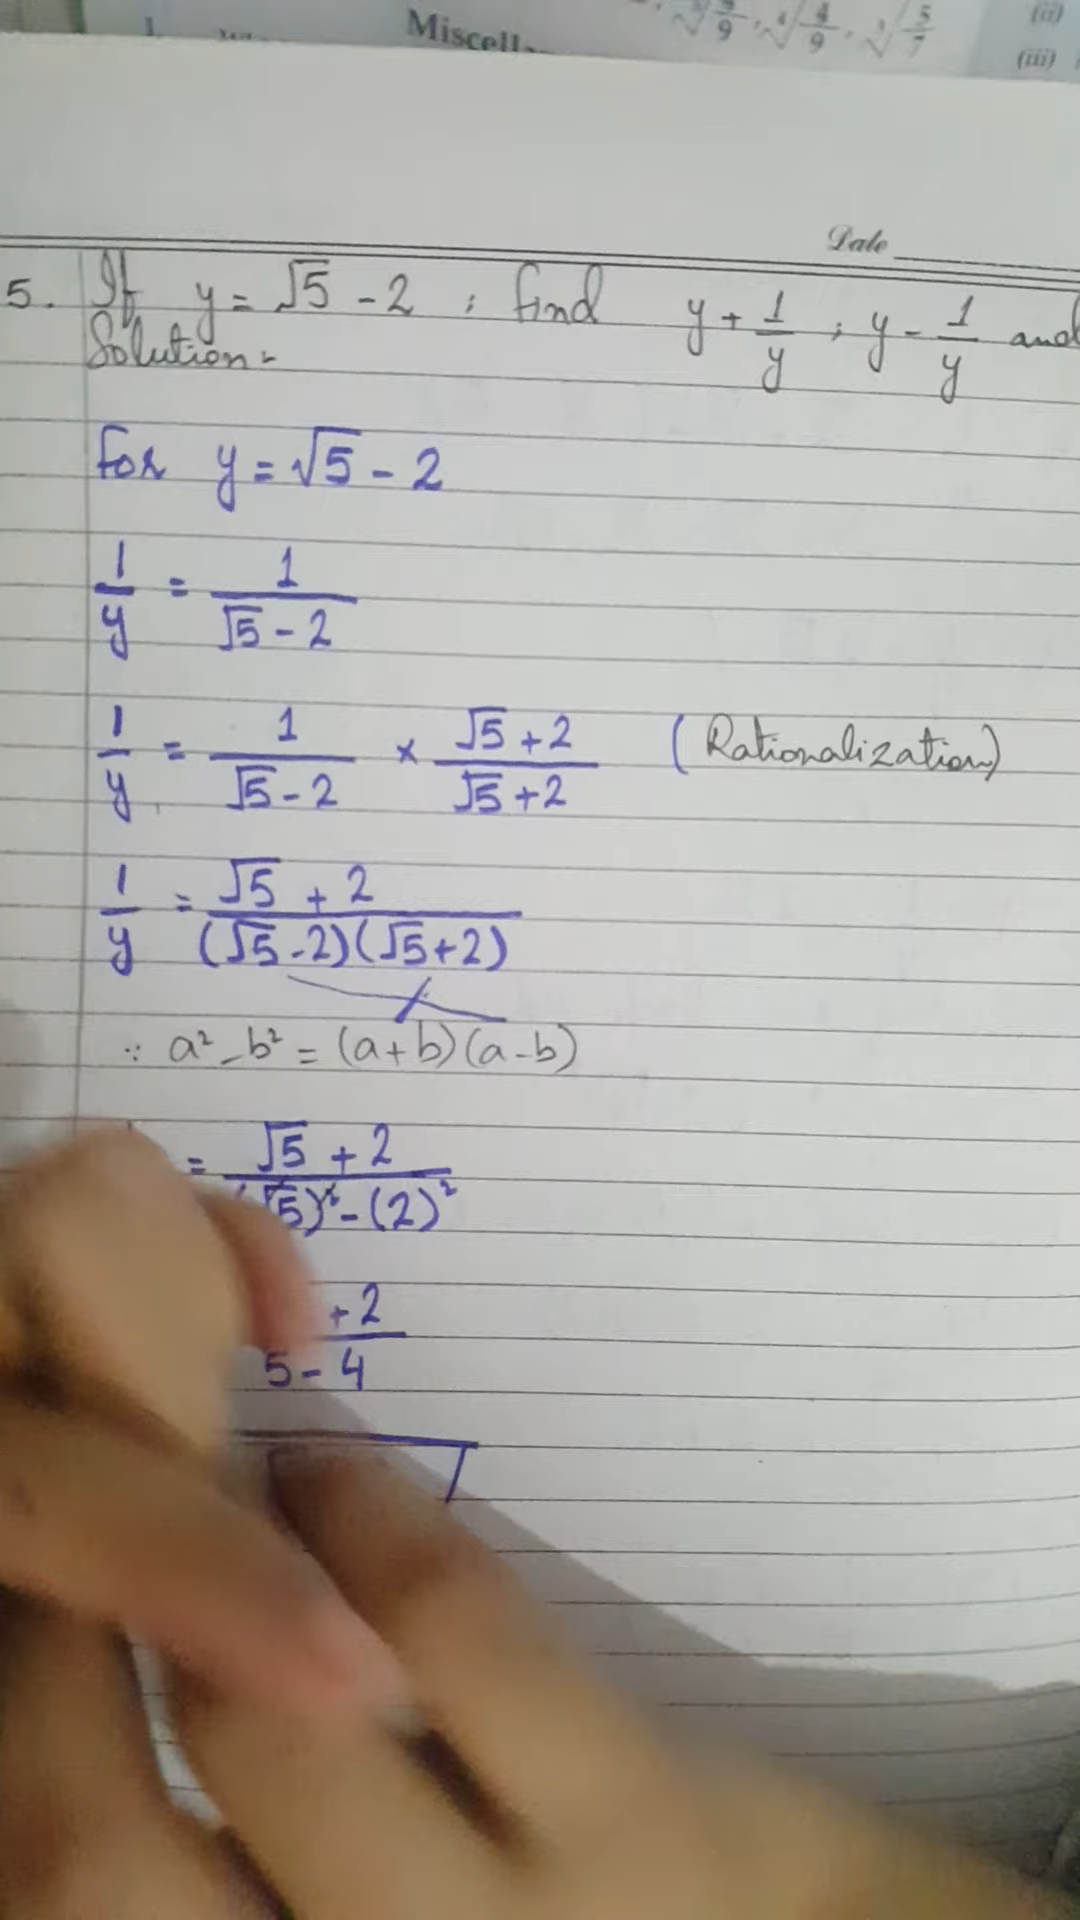 (ii)
(iii)
Date
5. If y = √5 - 2 ; find y + 1/y ; y - 1/y and
Solution:-
For y = √5 - 2
1/y = 1/(√5 - 2)
1/y = 1/(√5 - 2) × (√5 + 2)/(√5 + 2) (Rationalization)
1/y = (√5 + 2)/((√5 - 2)(√5 + 2))
∵ a² - b² = (a + b)(a - b)
= (√5 + 2)/((√5)² - (2)²)
+ 2
5 - 4